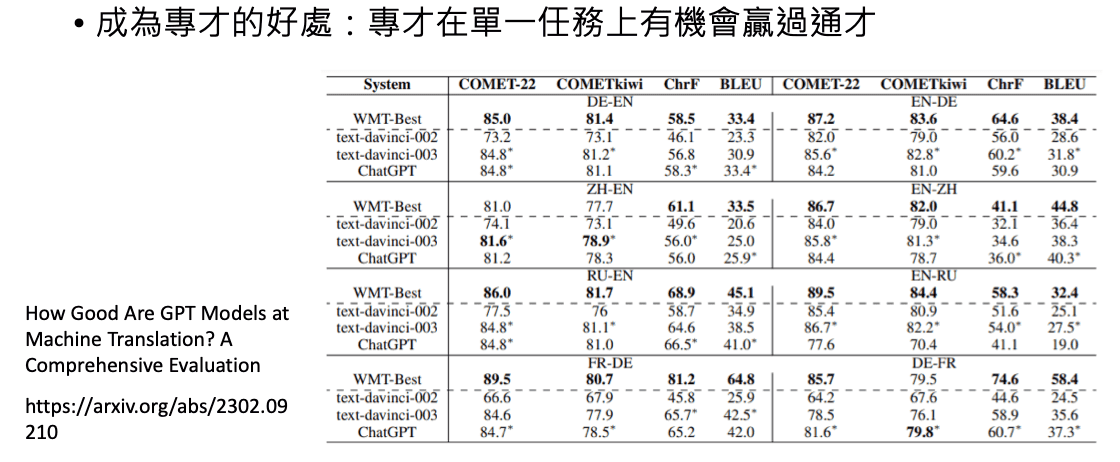 • 成為專才的好處：專才在單一任務上有機會贏過通才
System COMET-22 COMETkiwi ChrF BLEU COMET-22 COMETkiwi ChrF BLEU
DE-EN EN-DE
WMT-Best 85.0 81.4 58.5 33.4 87.2 83.6 64.6 38.4
text-davinci-002 73.2 73.1 46.1 23.3 82.0 79.0 56.0 28.6
text-davinci-003 84.8* 81.2* 56.8 30.9 85.6* 82.8* 60.2* 31.8*
ChatGPT 84.8* 81.1 58.3* 33.4* 84.2 81.0 59.6 30.9
ZH-EN EN-ZH
WMT-Best 81.0 77.7 61.1 33.5 86.7 82.0 41.1 44.8
text-davinci-002 74.1 73.1 49.6 20.6 84.0 79.0 32.1 36.4
text-davinci-003 81.6* 78.9* 56.0* 25.0 85.8* 81.3* 34.6 38.3
ChatGPT 81.2 78.3 56.0 25.9* 84.4 78.7 36.0* 40.3*
RU-EN EN-RU
WMT-Best 86.0 81.7 68.9 45.1 89.5 84.4 58.3 32.4
text-davinci-002 77.5 76 58.7 34.9 85.4 80.9 51.6 25.1
text-davinci-003 84.8* 81.1* 64.6 38.5 86.7* 82.2* 54.0* 27.5*
ChatGPT 84.8* 81.0 66.5* 41.0* 77.6 70.4 41.1 19.0
FR-DE DE-FR
WMT-Best 89.5 80.7 81.2 64.8 85.7 79.5 74.6 58.4
text-davinci-002 66.6 67.9 45.8 25.9 64.2 67.6 44.6 24.5
text-davinci-003 84.6 77.9 65.7* 42.5* 78.5 76.1 58.9 35.6
ChatGPT 84.7* 78.5* 65.2 42.0 81.6* 79.8* 60.7* 37.3*
How Good Are GPT Models at
Machine Translation? A
Comprehensive Evaluation
https://arxiv.org/abs/2302.09
210